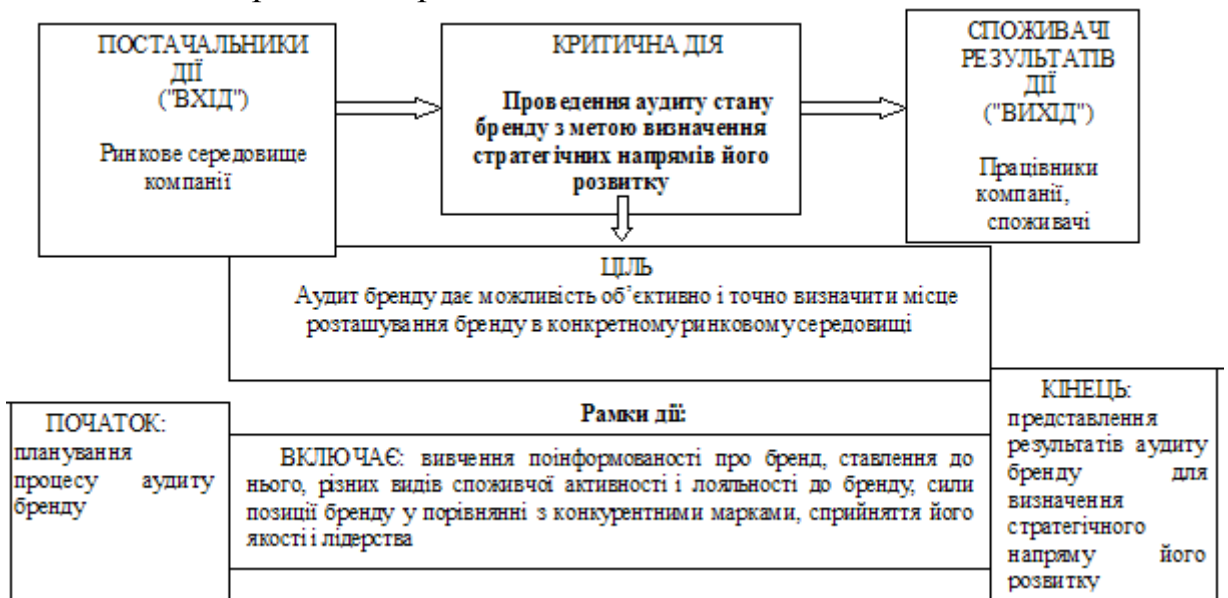 ПОСТАЧАЛЬНИКИ
ДІЇ
("ВХІД")
Ринкове середовище
компанії
КРИТИЧНА ДІЯ
Проведення аудиту стану
бренду з метою визначення
стратегічних напрямів його
розвитку
СПОЖИВАЧІ
РЕЗУЛЬТАТІВ
ДІЇ
("ВИХІД")
Працівники
компанії,
споживачі
ЦІЛЬ
Аудит бренду дає можливість об’єктивно і точно визначити місце
розташування бренду в конкретному ринковому середовищі
ПОЧАТОК:
планування
процесу аудиту
бренду
Рамки дії:
ВКЛЮЧАЄ: вивчення поінформованості про бренд, ставлення до
нього, різних видів споживчої активності і лояльності до бренду, сили
позиції бренду у порівнянні з конкурентними марками, сприйняття його
якості і лідерства
КІНЕЦЬ:
представлення
результатів аудиту
бренду для
визначення
стратегічного
напряму його
розвитку